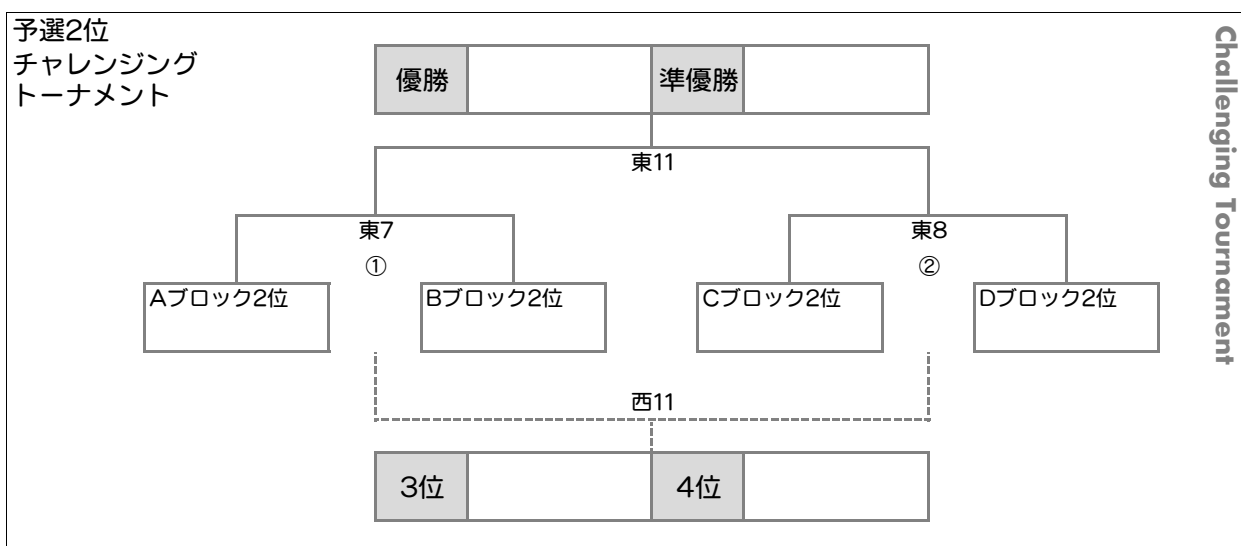 予選2位
チャレンジング
トーナメント
Challenging Tournament
優勝
準優勝
東11
東7
東8
①
②
Aブロック2位
Bブロック2位
Cブロック2位
Dブロック2位
西11
3位
4位